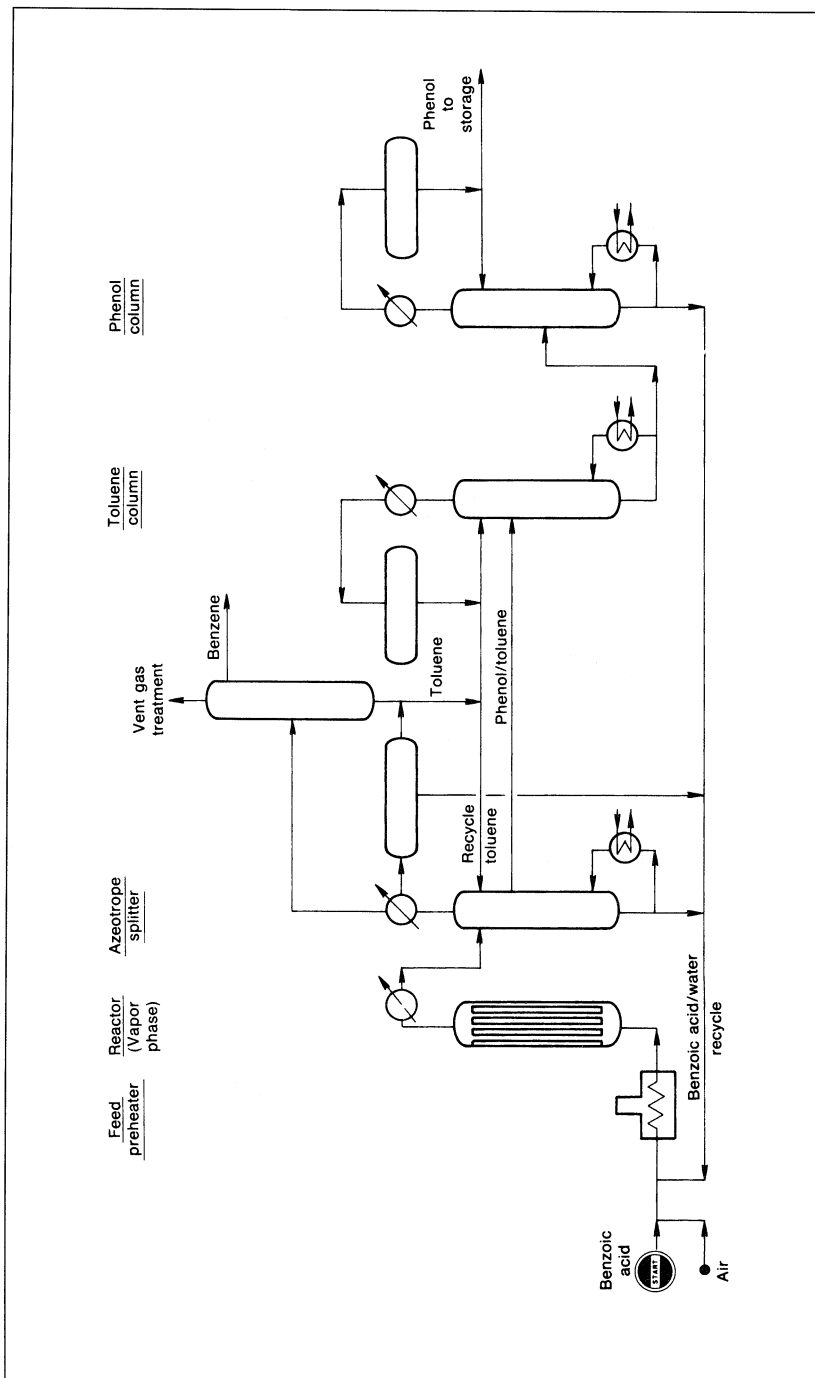 Feed
preheater
Reactor
(Vapor
phase)
Azeotrope
splitter
Toluene
column
Phenol
column
Vent gas
treatment
Benzene
Toluene
Recycle
toluene
Phenol/toluene
Phenol
to
storage
Benzoic
acid
START
Air
Benzoic acid/water
recycle